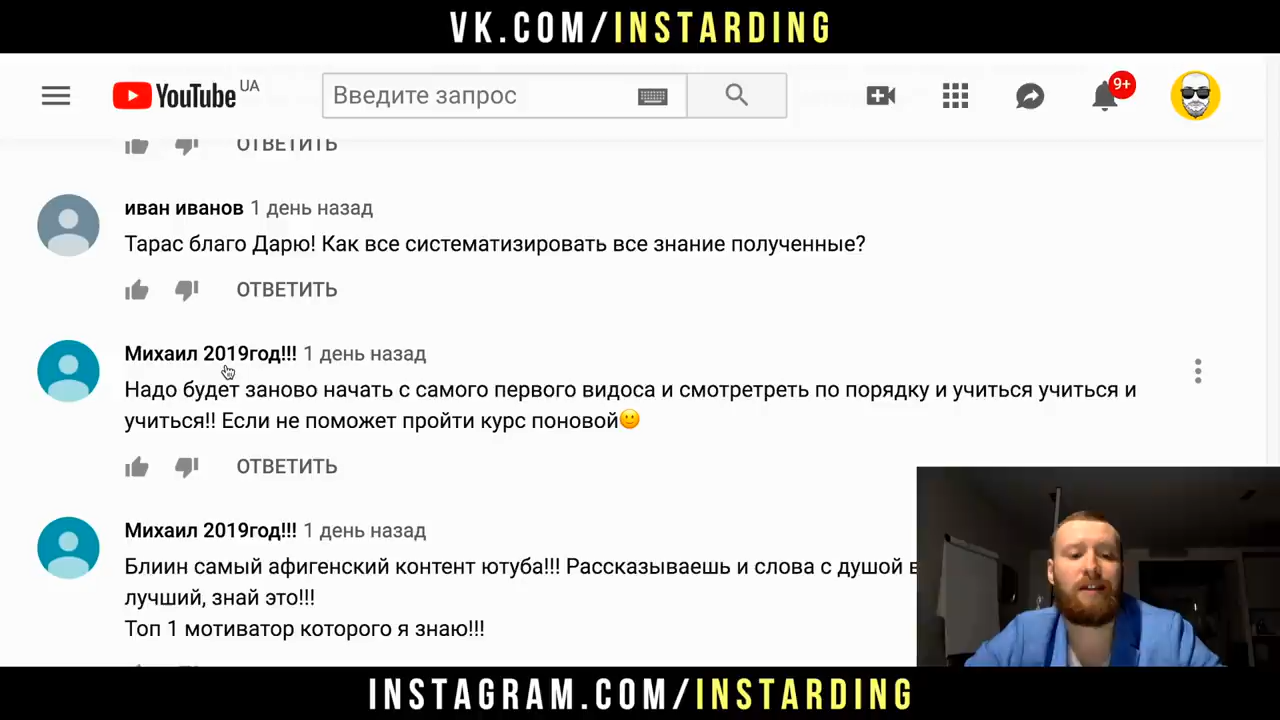 VK.COM/INSTARDING
YouTube UA
Введите запрос
9+
ОТВЕТИТЬ
иван иванов 1 день назад
Тарас благо Дарю! Как все систематизировать все знание полученные?
ОТВЕТИТЬ
Михаил 2019год!!! 1 день назад
Надо будет заново начать с самого первого видоса и смотретреть по порядку и учиться учиться и
учиться!! Если не поможет пройти курс поновой🙂
ОТВЕТИТЬ
Михаил 2019год!!! 1 день назад
Блиин самый афигенский контент ютуба!!! Рассказываешь и слова с душой
лучший, знай это!!!
Топ 1 мотиватор которого я знаю!!!
INSTAGRAM.COM/INSTARDING